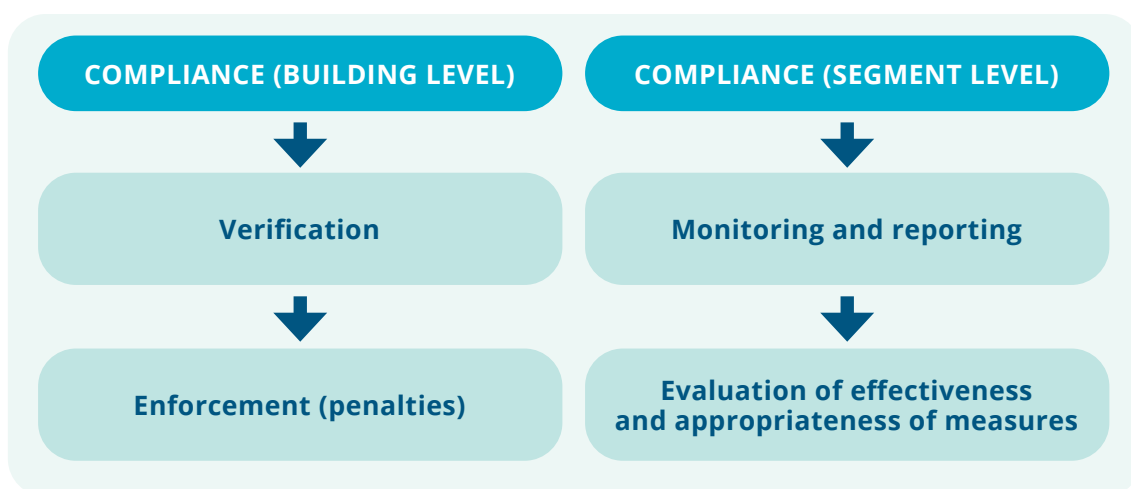 COMPLIANCE (BUILDING LEVEL)
Verification
Enforcement (penalties)
COMPLIANCE (SEGMENT LEVEL)
Monitoring and reporting
Evaluation of effectiveness
and appropriateness of measures